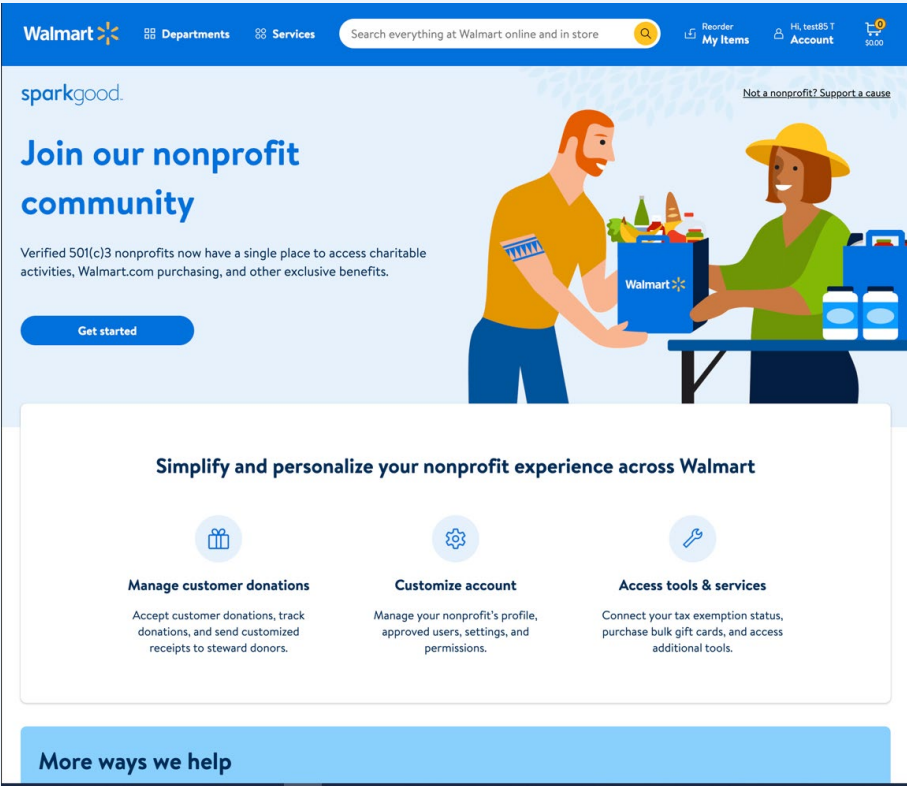 Walmart
Departments
Services
Search everything at Walmart online and in store
Reorder
My Items
Hi, test85 T
Account
0
$0.00
sparkgood.
Not a nonprofit? Support a cause
Join our nonprofit
community
Verified 501(c)3 nonprofits now have a single place to access charitable
activities, Walmart.com purchasing, and other exclusive benefits.
Get started
Walmart
Simplify and personalize your nonprofit experience across Walmart
Manage customer donations
Accept customer donations, track
donations, and send customized
receipts to steward donors.
Customize account
Manage your nonprofit's profile,
approved users, settings, and
permissions.
Access tools & services
Connect your tax exemption status,
purchase bulk gift cards, and access
additional tools.
More ways we help